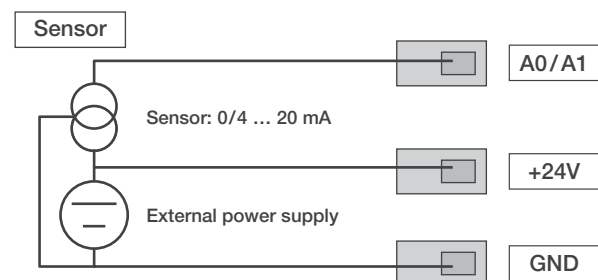 Sensor
A0/A1
Sensor: 0/4 ... 20 mA
+24V
External power supply
GND